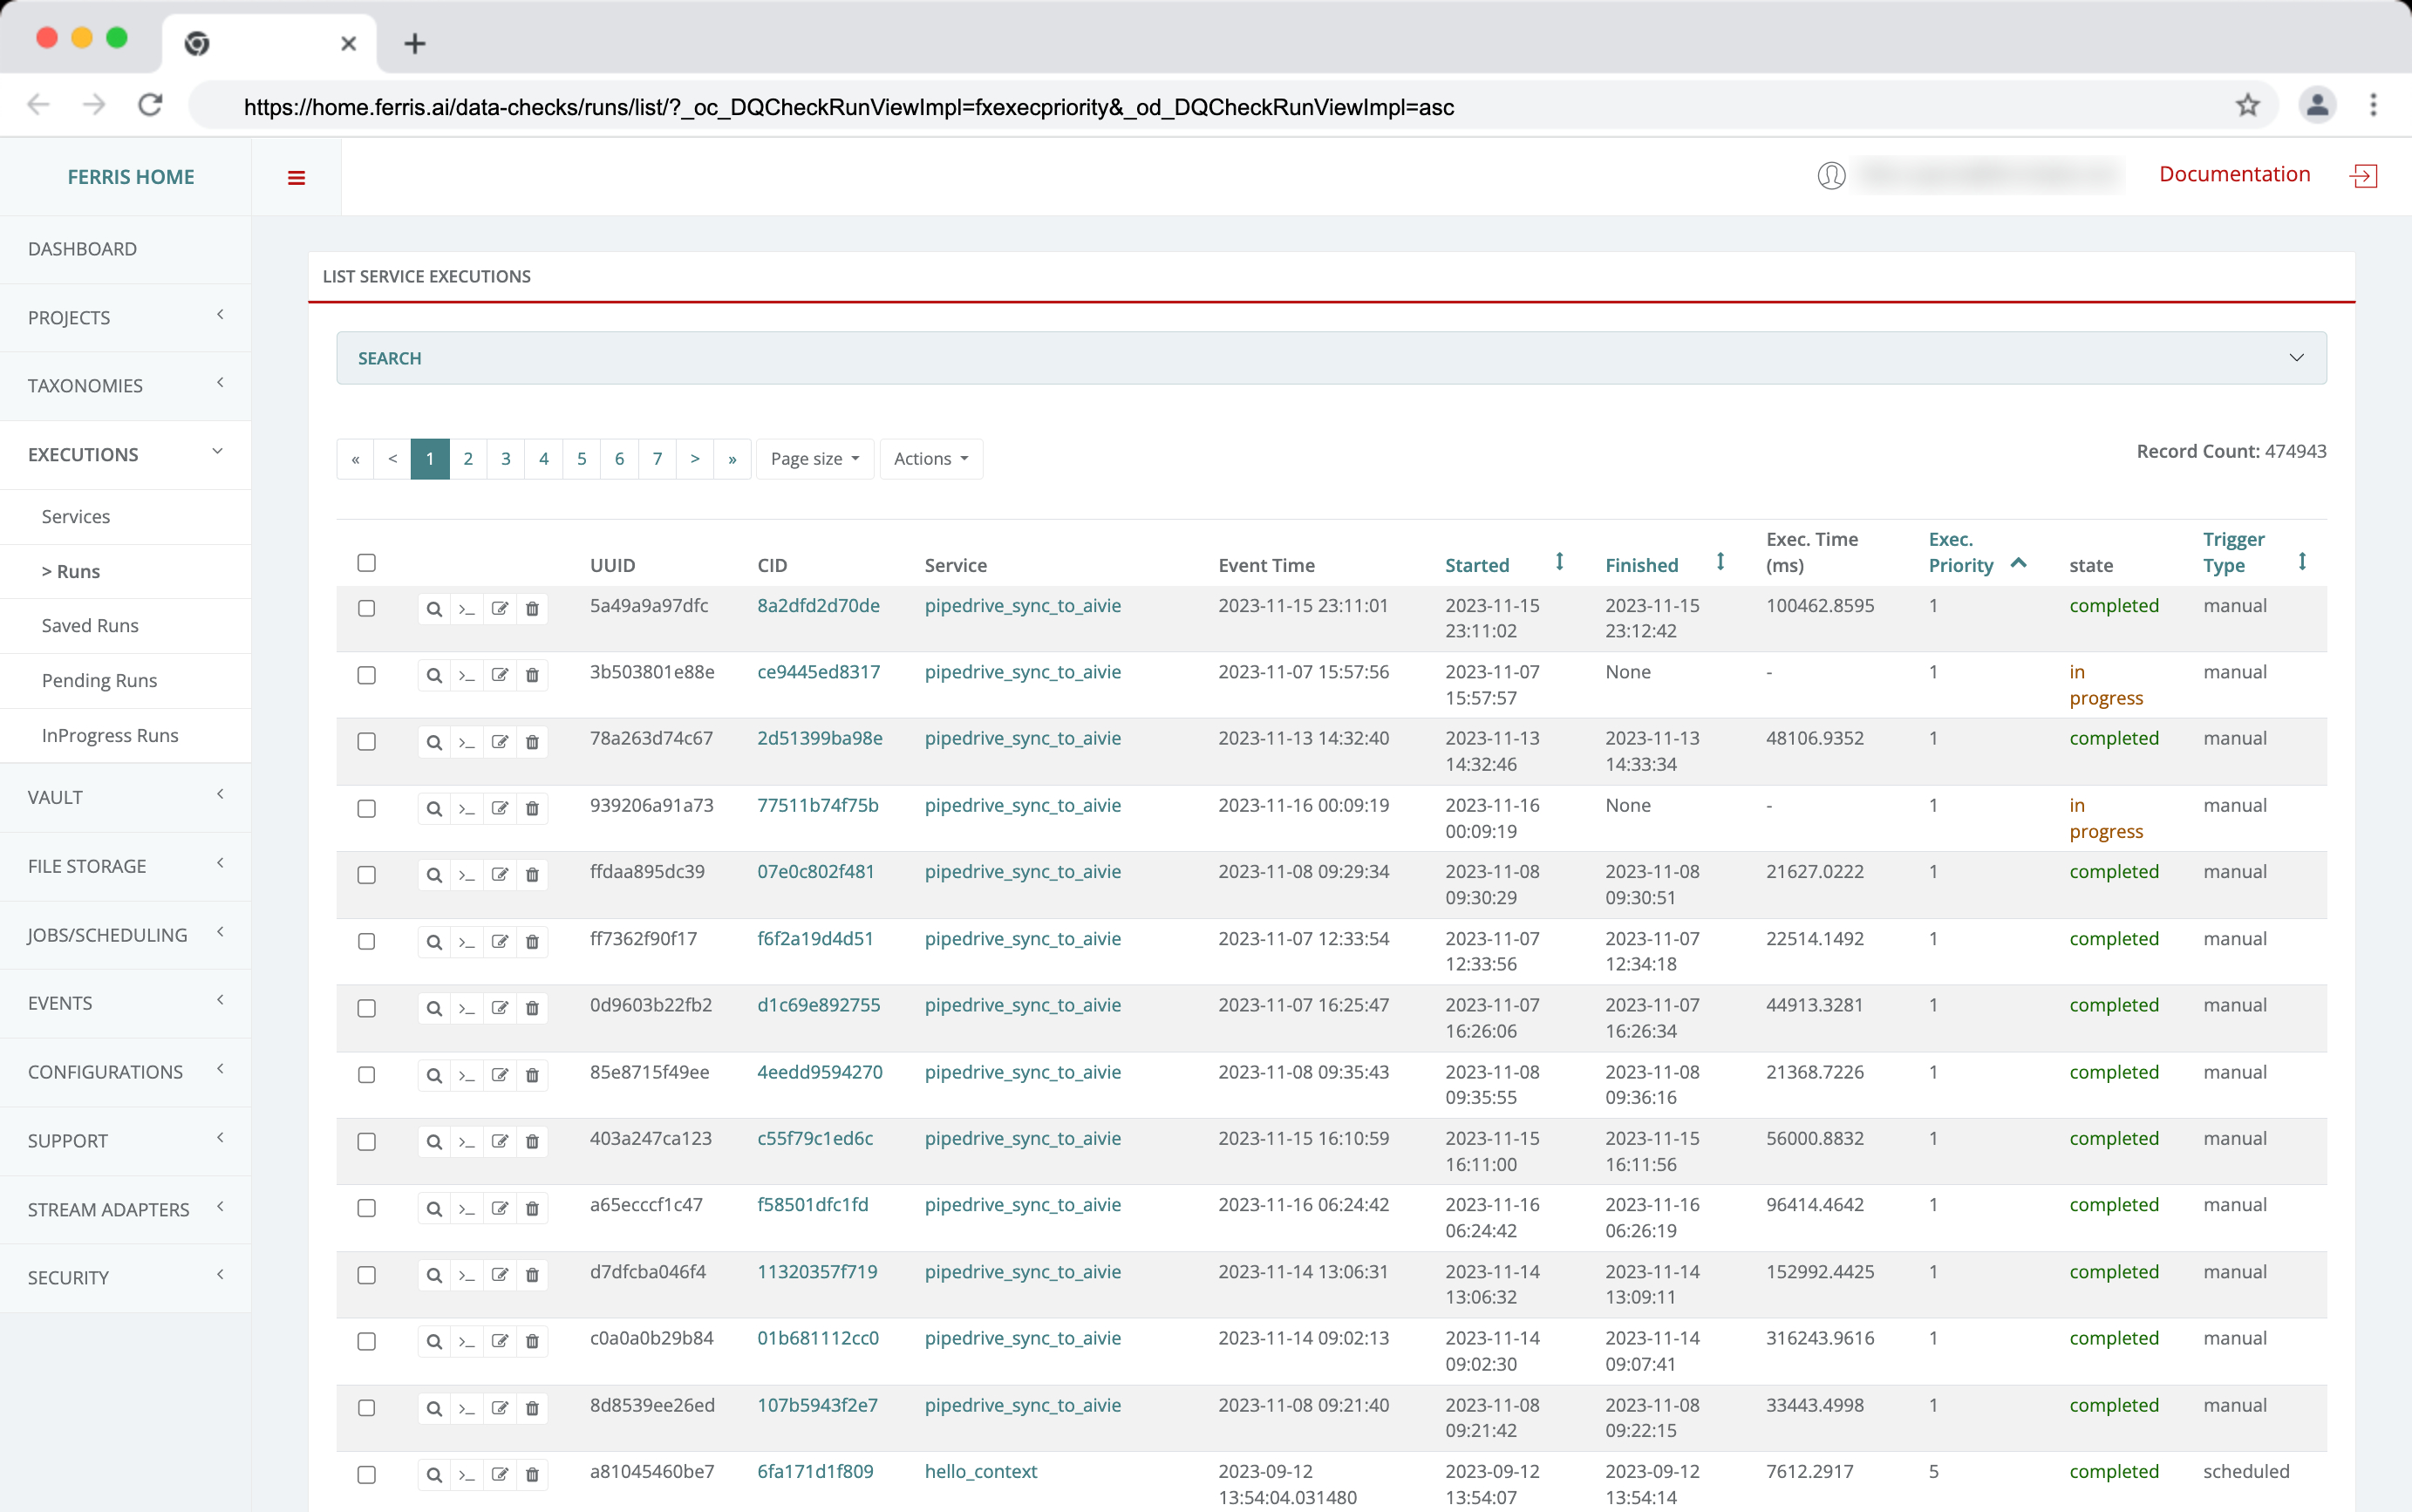 https://home.ferris.ai/data-checks/runs/list/?_oc_DQCheckRunViewImpl=fxexecpriority&_od_DQCheckRunViewImpl=asc
FERRIS HOME
Documentation
DASHBOARD
PROJECTS
TAXONOMIES
EXECUTIONS
Services
> Runs
Saved Runs
Pending Runs
InProgress Runs
VAULT
FILE STORAGE
JOBS/SCHEDULING
EVENTS
CONFIGURATIONS
SUPPORT
STREAM ADAPTERS
SECURITY
LIST SERVICE EXECUTIONS
SEARCH
« < 1 2 3 4 5 6 7 > » Page size Actions
Record Count: 474943
UUID CID Service Event Time Started Finished Exec. Time (ms) Exec. Priority state Trigger Type
5a49a9a97dfc 8a2dfd2d70de pipedrive_sync_to_aivie 2023-11-15 23:11:01 2023-11-15 23:11:02 2023-11-15 23:12:42 100462.8595 1 completed manual
3b503801e88e ce9445ed8317 pipedrive_sync_to_aivie 2023-11-07 15:57:56 2023-11-07 15:57:57 None - 1 in progress manual
78a263d74c67 2d51399ba98e pipedrive_sync_to_aivie 2023-11-13 14:32:40 2023-11-13 14:32:46 2023-11-13 14:33:34 48106.9352 1 completed manual
939206a91a73 77511b74f75b pipedrive_sync_to_aivie 2023-11-16 00:09:19 2023-11-16 00:09:19 None - 1 in progress manual
ffdaa895dc39 07e0c802f481 pipedrive_sync_to_aivie 2023-11-08 09:29:34 2023-11-08 09:30:29 2023-11-08 09:30:51 21627.0222 1 completed manual
ff7362f90f17 f6f2a19d4d51 pipedrive_sync_to_aivie 2023-11-07 12:33:54 2023-11-07 12:33:56 2023-11-07 12:34:18 22514.1492 1 completed manual
0d9603b22fb2 d1c69e892755 pipedrive_sync_to_aivie 2023-11-07 16:25:47 2023-11-07 16:26:06 2023-11-07 16:26:34 44913.3281 1 completed manual
85e8715f49ee 4eedd9594270 pipedrive_sync_to_aivie 2023-11-08 09:35:43 2023-11-08 09:35:55 2023-11-08 09:36:16 21368.7226 1 completed manual
403a247ca123 c55f79c1ed6c pipedrive_sync_to_aivie 2023-11-15 16:10:59 2023-11-15 16:11:00 2023-11-15 16:11:56 56000.8832 1 completed manual
a65ecccf1c47 f58501dfc1fd pipedrive_sync_to_aivie 2023-11-16 06:24:42 2023-11-16 06:24:42 2023-11-16 06:26:19 96414.4642 1 completed manual
d7dfcba046f4 11320357f719 pipedrive_sync_to_aivie 2023-11-14 13:06:31 2023-11-14 13:06:32 2023-11-14 13:09:11 152992.4425 1 completed manual
c0a0a0b29b84 01b681112cc0 pipedrive_sync_to_aivie 2023-11-14 09:02:13 2023-11-14 09:02:30 2023-11-14 09:07:41 316243.9616 1 completed manual
8d8539ee26ed 107b5943f2e7 pipedrive_sync_to_aivie 2023-11-08 09:21:40 2023-11-08 09:21:42 2023-11-08 09:22:15 33443.4998 1 completed manual
a81045460be7 6fa171d1f809 hello_context 2023-09-12 13:54:04.031480 2023-09-12 13:54:07 2023-09-12 13:54:14 7612.2917 5 completed scheduled